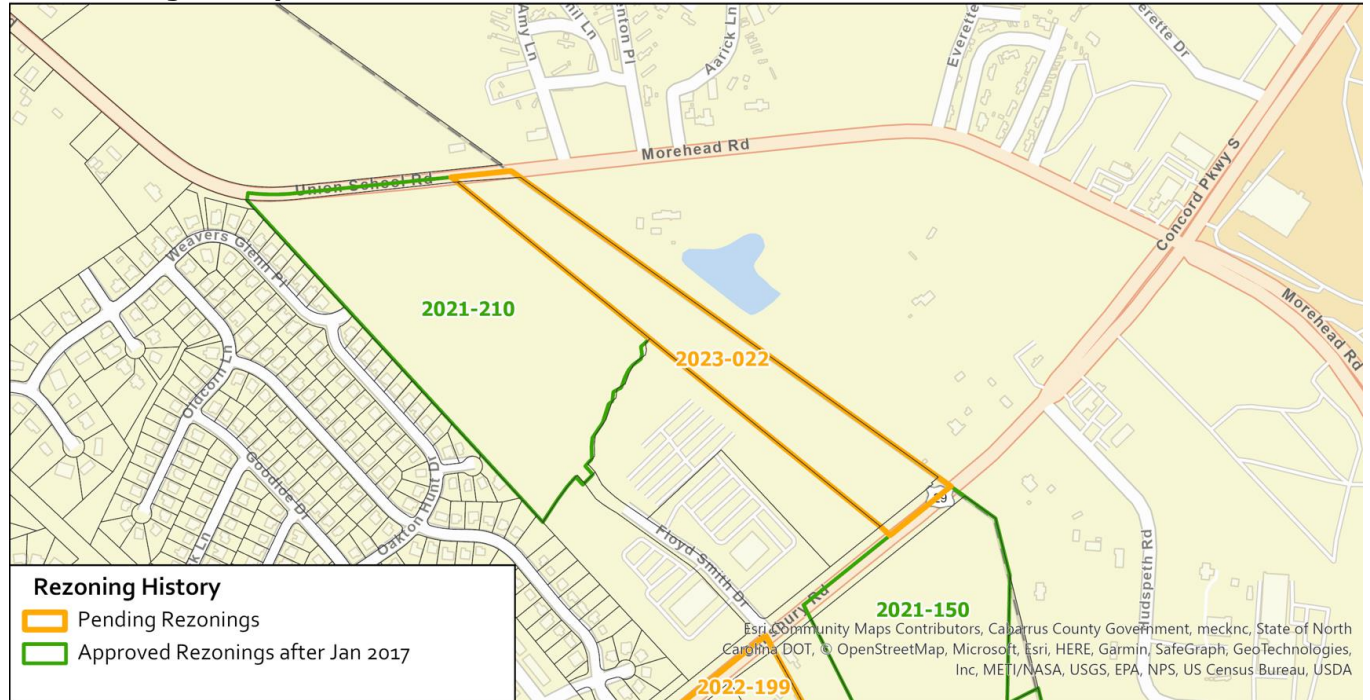 Amy Ln
Aarick Ln
Everette
Morehead Rd
Concord Pkwy S
Union School Rd
Weavers Glenn Pl
2021-210
Morehead Rd
2023-022
Oldcorn Ln
Goodloe Dr
Oakton Hunt Dr
29
Floyd Smith Dr
Hudspeth Rd
Rezoning History
Pending Rezonings
Approved Rezonings after Jan 2017
2021-150
2022-199
Esri Community Maps Contributors, Cabarrus County Government, mecknc, State of North
Carolina DOT, © OpenStreetMap, Microsoft, Esri, HERE, Garmin, SafeGraph, GeoTechnologies,
Inc, METI/NASA, USGS, EPA, NPS, US Census Bureau, USDA